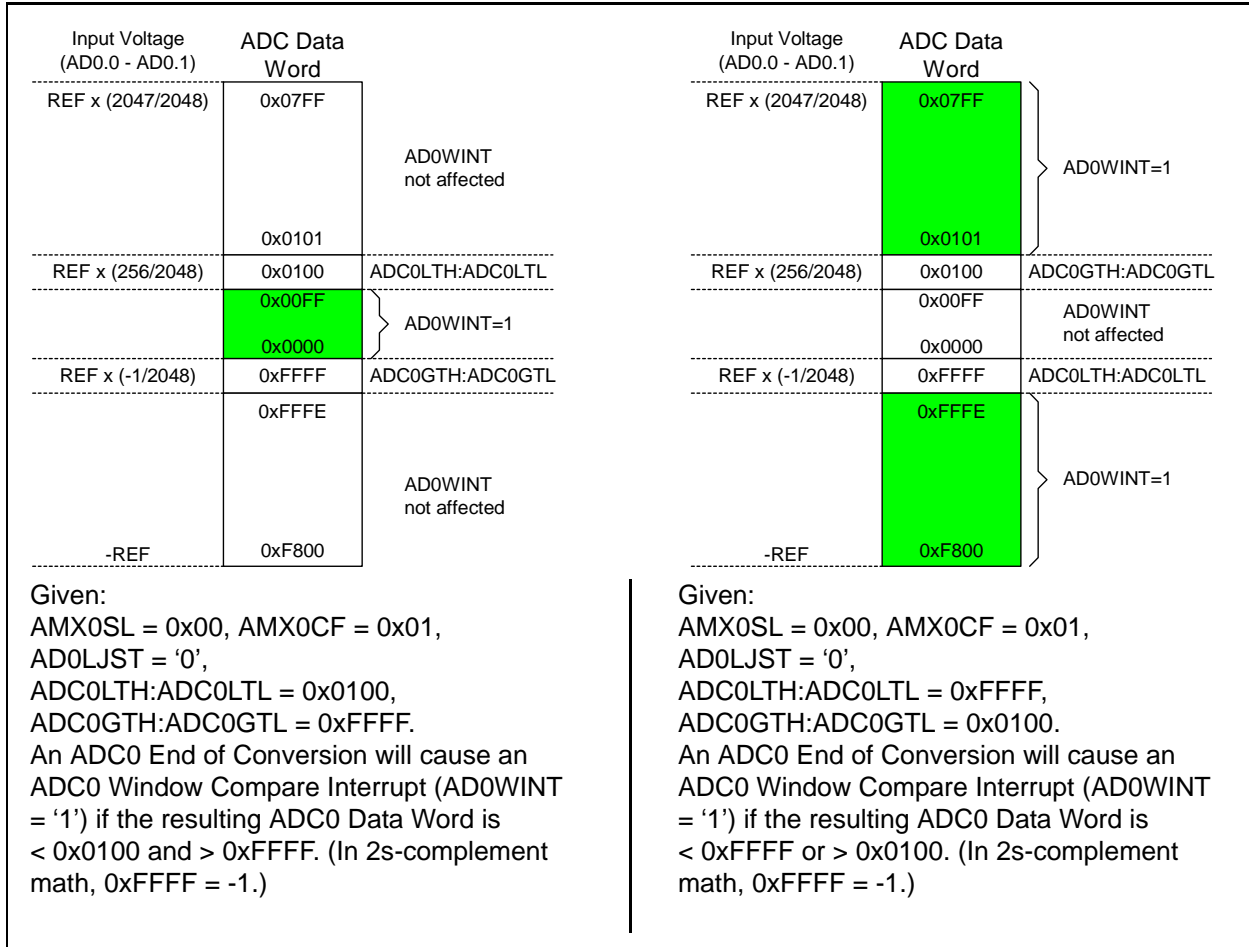 Input Voltage
(AD0.0 - AD0.1)
ADC Data
Word
REF x (2047/2048)
0x07FF
AD0WINT
not affected
0x0101
REF x (256/2048)
0x0100
ADC0LTH:ADC0LTL
0x00FF
AD0WINT=1
0x0000
REF x (-1/2048)
0xFFFF
ADC0GTH:ADC0GTL
0xFFFE
AD0WINT
not affected
-REF
0xF800
Given:
AMX0SL = 0x00, AMX0CF = 0x01,
AD0LJST = ‘0’,
ADC0LTH:ADC0LTL = 0x0100,
ADC0GTH:ADC0GTL = 0xFFFF.
An ADC0 End of Conversion will cause an
ADC0 Window Compare Interrupt (AD0WINT
= ‘1’) if the resulting ADC0 Data Word is
< 0x0100 and > 0xFFFF. (In 2s-complement
math, 0xFFFF = -1.)
Input Voltage
(AD0.0 - AD0.1)
ADC Data
Word
REF x (2047/2048)
0x07FF
AD0WINT=1
0x0101
REF x (256/2048)
0x0100
ADC0GTH:ADC0GTL
0x00FF
AD0WINT
not affected
0x0000
REF x (-1/2048)
0xFFFF
ADC0LTH:ADC0LTL
0xFFFE
AD0WINT=1
-REF
0xF800
Given:
AMX0SL = 0x00, AMX0CF = 0x01,
AD0LJST = ‘0’,
ADC0LTH:ADC0LTL = 0xFFFF,
ADC0GTH:ADC0GTL = 0x0100.
An ADC0 End of Conversion will cause an
ADC0 Window Compare Interrupt (AD0WINT
= ‘1’) if the resulting ADC0 Data Word is
< 0xFFFF or > 0x0100. (In 2s-complement
math, 0xFFFF = -1.)